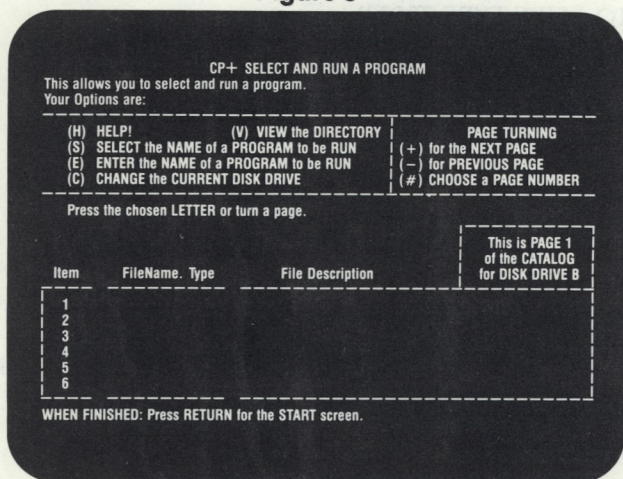 CP+ SELECT AND RUN A PROGRAM
This allows you to select and run a program.
Your Options are:
(H) HELP! (V) VIEW the DIRECTORY
(S) SELECT the NAME of a PROGRAM to be RUN
(E) ENTER the NAME of a PROGRAM to be RUN
(C) CHANGE the CURRENT DISK DRIVE
PAGE TURNING
(+) for the NEXT PAGE
(−) for PREVIOUS PAGE
(#) CHOOSE a PAGE NUMBER
Press the chosen LETTER or turn a page.
This is PAGE 1
of the CATALOG
for DISK DRIVE B
Item FileName. Type File Description
1
2
3
4
5
6
WHEN FINISHED: Press RETURN for the START screen.